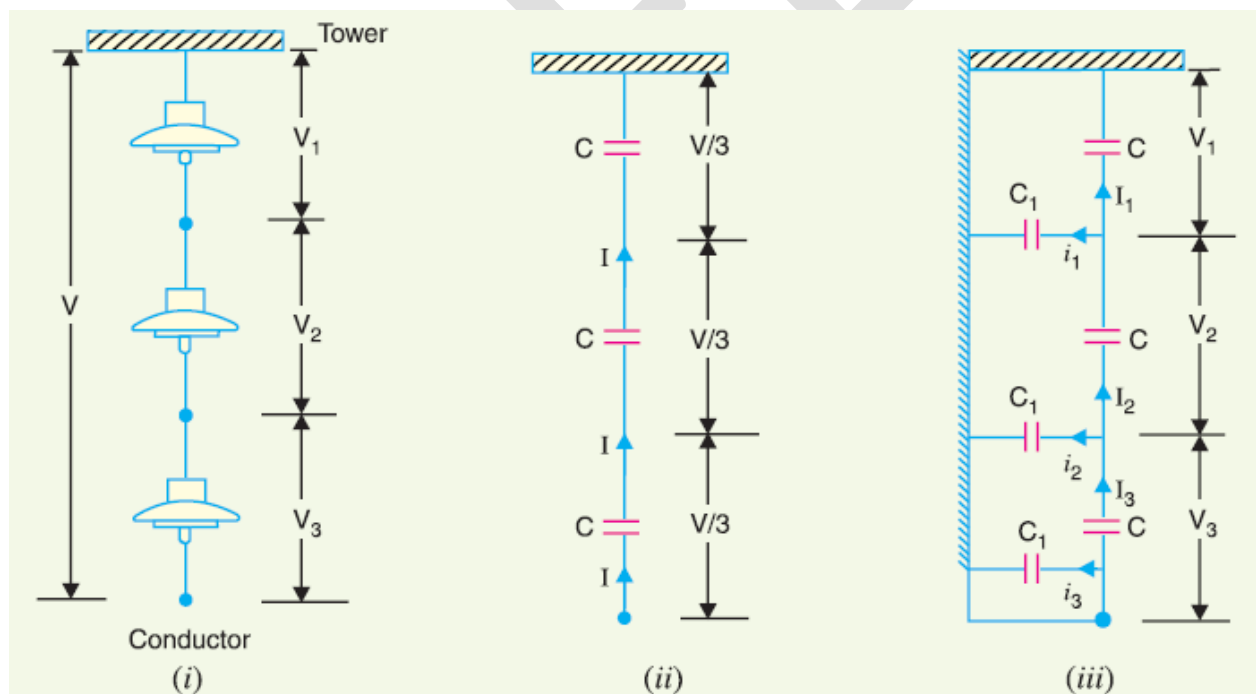 Tower
V
V₁
V₂
V₃
Conductor
(i)
C
V/3
I
C
V/3
I
C
V/3
I
(ii)
C
V₁
I₁
C₁
i₁
C
V₂
I₂
C₁
i₂
I₃
C
V₃
C₁
i₃
(iii)